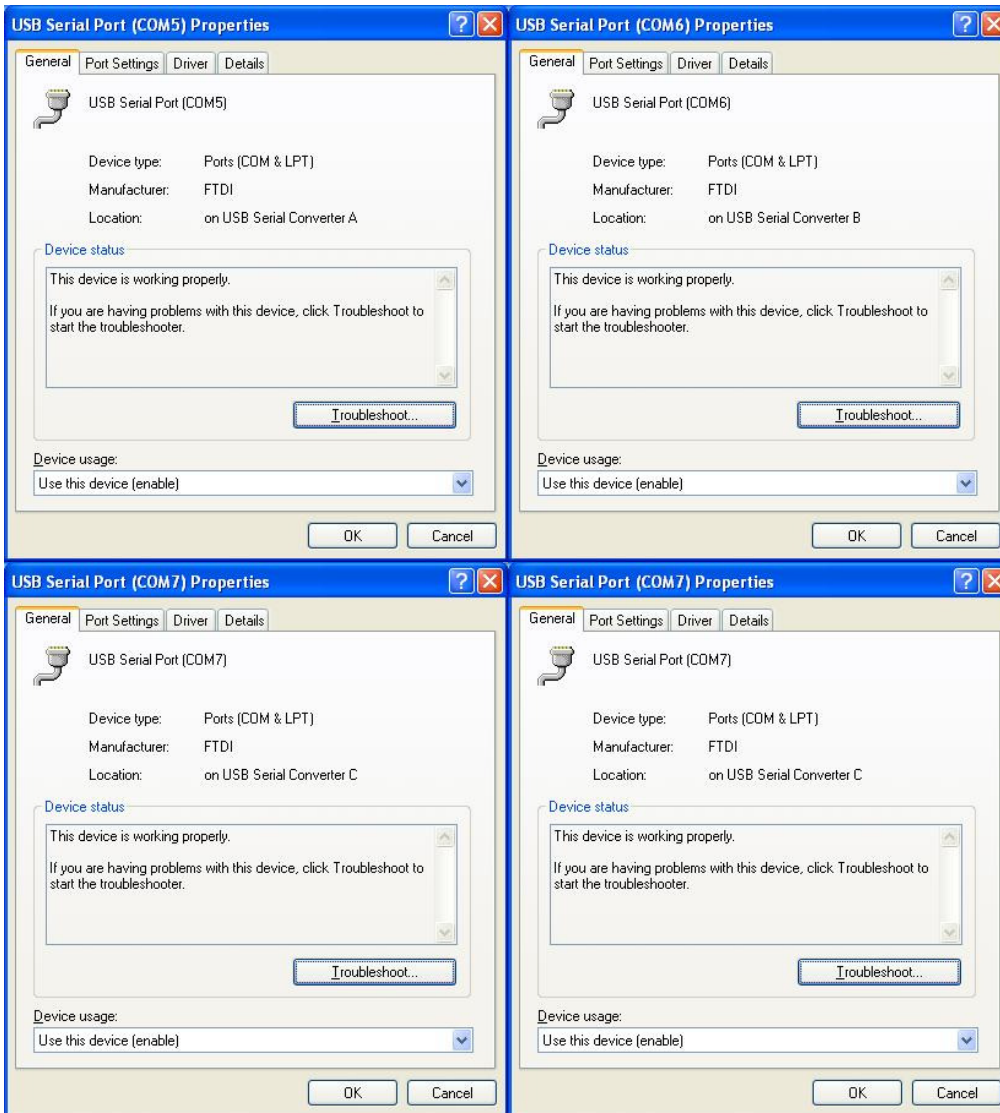 USB Serial Port (COM5) Properties
General Port Settings Driver Details
USB Serial Port (COM5)
Device type: Ports (COM & LPT)
Manufacturer: FTDI
Location: on USB Serial Converter A
Device status
This device is working properly.
If you are having problems with this device, click Troubleshoot to
start the troubleshooter.
Troubleshoot...
Device usage:
Use this device (enable)
OK Cancel
USB Serial Port (COM6) Properties
General Port Settings Driver Details
USB Serial Port (COM6)
Device type: Ports (COM & LPT)
Manufacturer: FTDI
Location: on USB Serial Converter B
Device status
This device is working properly.
If you are having problems with this device, click Troubleshoot to
start the troubleshooter.
Troubleshoot...
Device usage:
Use this device (enable)
OK Cancel
USB Serial Port (COM7) Properties
General Port Settings Driver Details
USB Serial Port (COM7)
Device type: Ports (COM & LPT)
Manufacturer: FTDI
Location: on USB Serial Converter C
Device status
This device is working properly.
If you are having problems with this device, click Troubleshoot to
start the troubleshooter.
Troubleshoot...
Device usage:
Use this device (enable)
OK Cancel
USB Serial Port (COM7) Properties
General Port Settings Driver Details
USB Serial Port (COM7)
Device type: Ports (COM & LPT)
Manufacturer: FTDI
Location: on USB Serial Converter C
Device status
This device is working properly.
If you are having problems with this device, click Troubleshoot to
start the troubleshooter.
Troubleshoot...
Device usage:
Use this device (enable)
OK Cancel